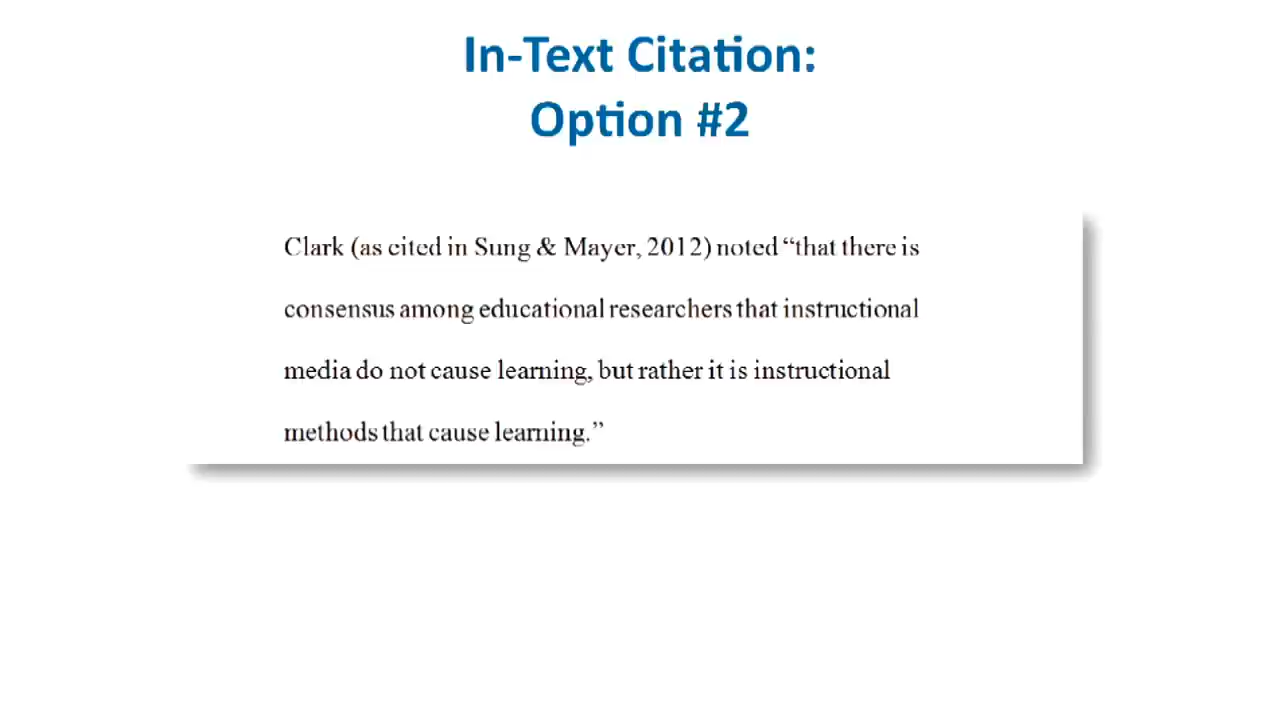 In-Text Citation:
Option #2
Clark (as cited in Sung & Mayer, 2012) noted “that there is
consensus among educational researchers that instructional
media do not cause learning, but rather it is instructional
methods that cause learning.”